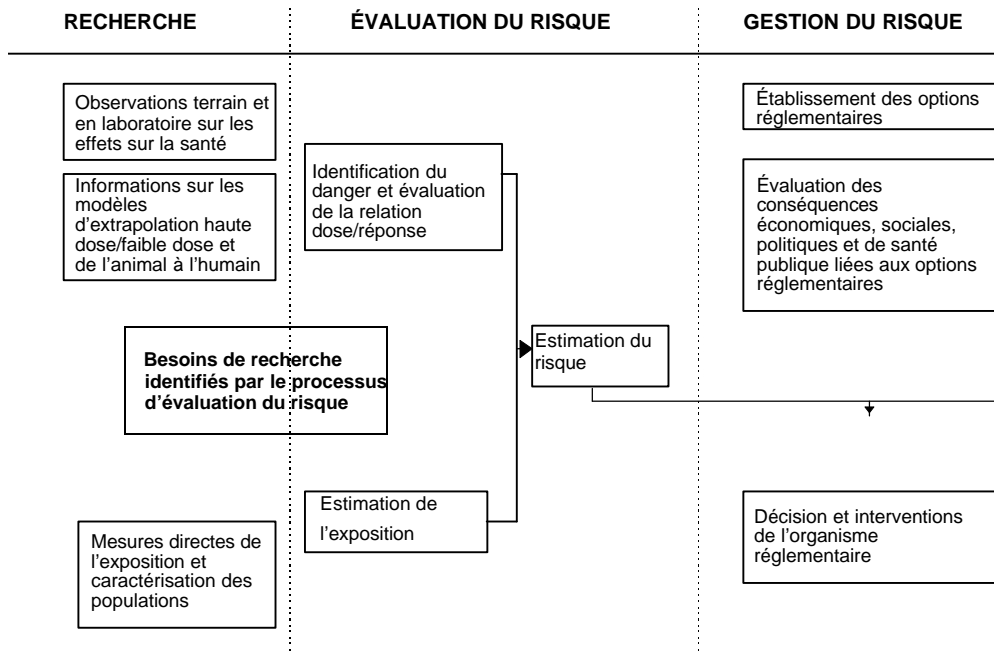 RECHERCHE
ÉVALUATION DU RISQUE
GESTION DU RISQUE
Observations terrain et
en laboratoire sur les
effets sur la santé
Informations sur les
modèles
d'extrapolation haute
dose/faible dose et
de l'animal à l'humain
Besoins de recherche
identifiés par le processus
d'évaluation du risque
Mesures directes de
l'exposition et
caractérisation des
populations
Identification du
danger et évaluation
de la relation
dose/réponse
Estimation de
l'exposition
Estimation du
risque
Établissement des options
réglementaires
Évaluation des
conséquences
économiques, sociales,
politiques et de santé
publique liées aux options
réglementaires
Décision et interventions
de l'organisme
réglementaire